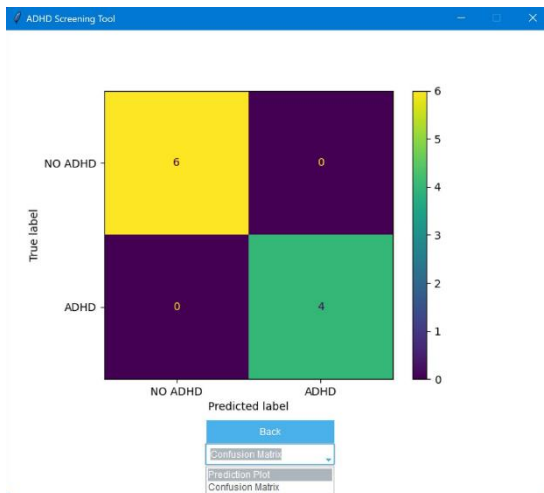 ADHD Screening Tool
6
NO ADHD
6
0
5
4
True label
3
2
ADHD
0
4
1
0
NO ADHD
ADHD
Predicted label
Back
Confusion Matrix
Prediction Plot
Confusion Matrix